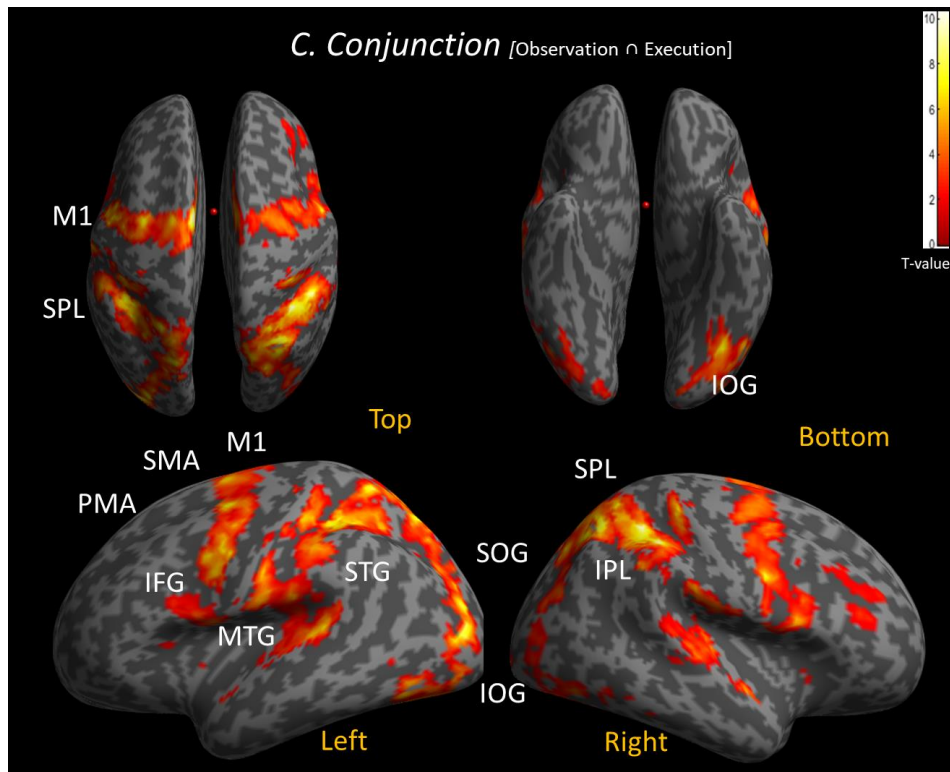 C. Conjunction [Observation ∩ Execution]
10
8
6
4
2
0
T-value
M1
SPL
IOG
Top
Bottom
M1
SMA
PMA
SPL
SOG
IFG
STG
IPL
MTG
IOG
Left
Right